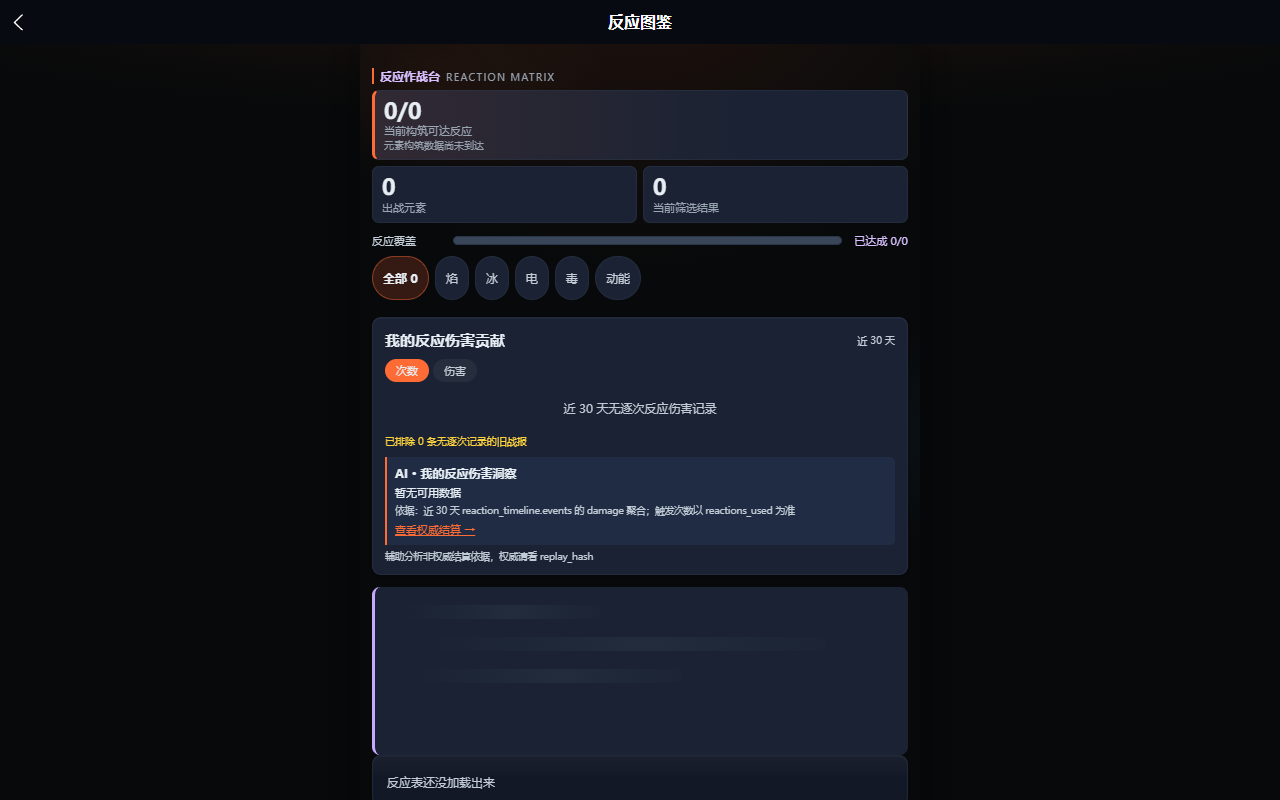 反应图鉴
反应作战台 REACTION MATRIX
0/0
当前构筑可达反应
元素构筑数据尚未到达
0
出战元素
0
当前筛选结果
反应覆盖
已达成 0/0
全部 0 焰 冰 电 毒 动能
我的反应伤害贡献
近 30 天
次数 伤害
近 30 天无逐次反应伤害记录
已排除 0 条无逐次记录的旧战报
AI · 我的反应伤害洞察
暂无可用数据
依据：近 30 天 reaction_timeline.events 的 damage 聚合；触发次数以 reactions_used 为准
查看权威结算 →
辅助分析非权威结算依据，权威请看 replay_hash
反应表还没加载出来